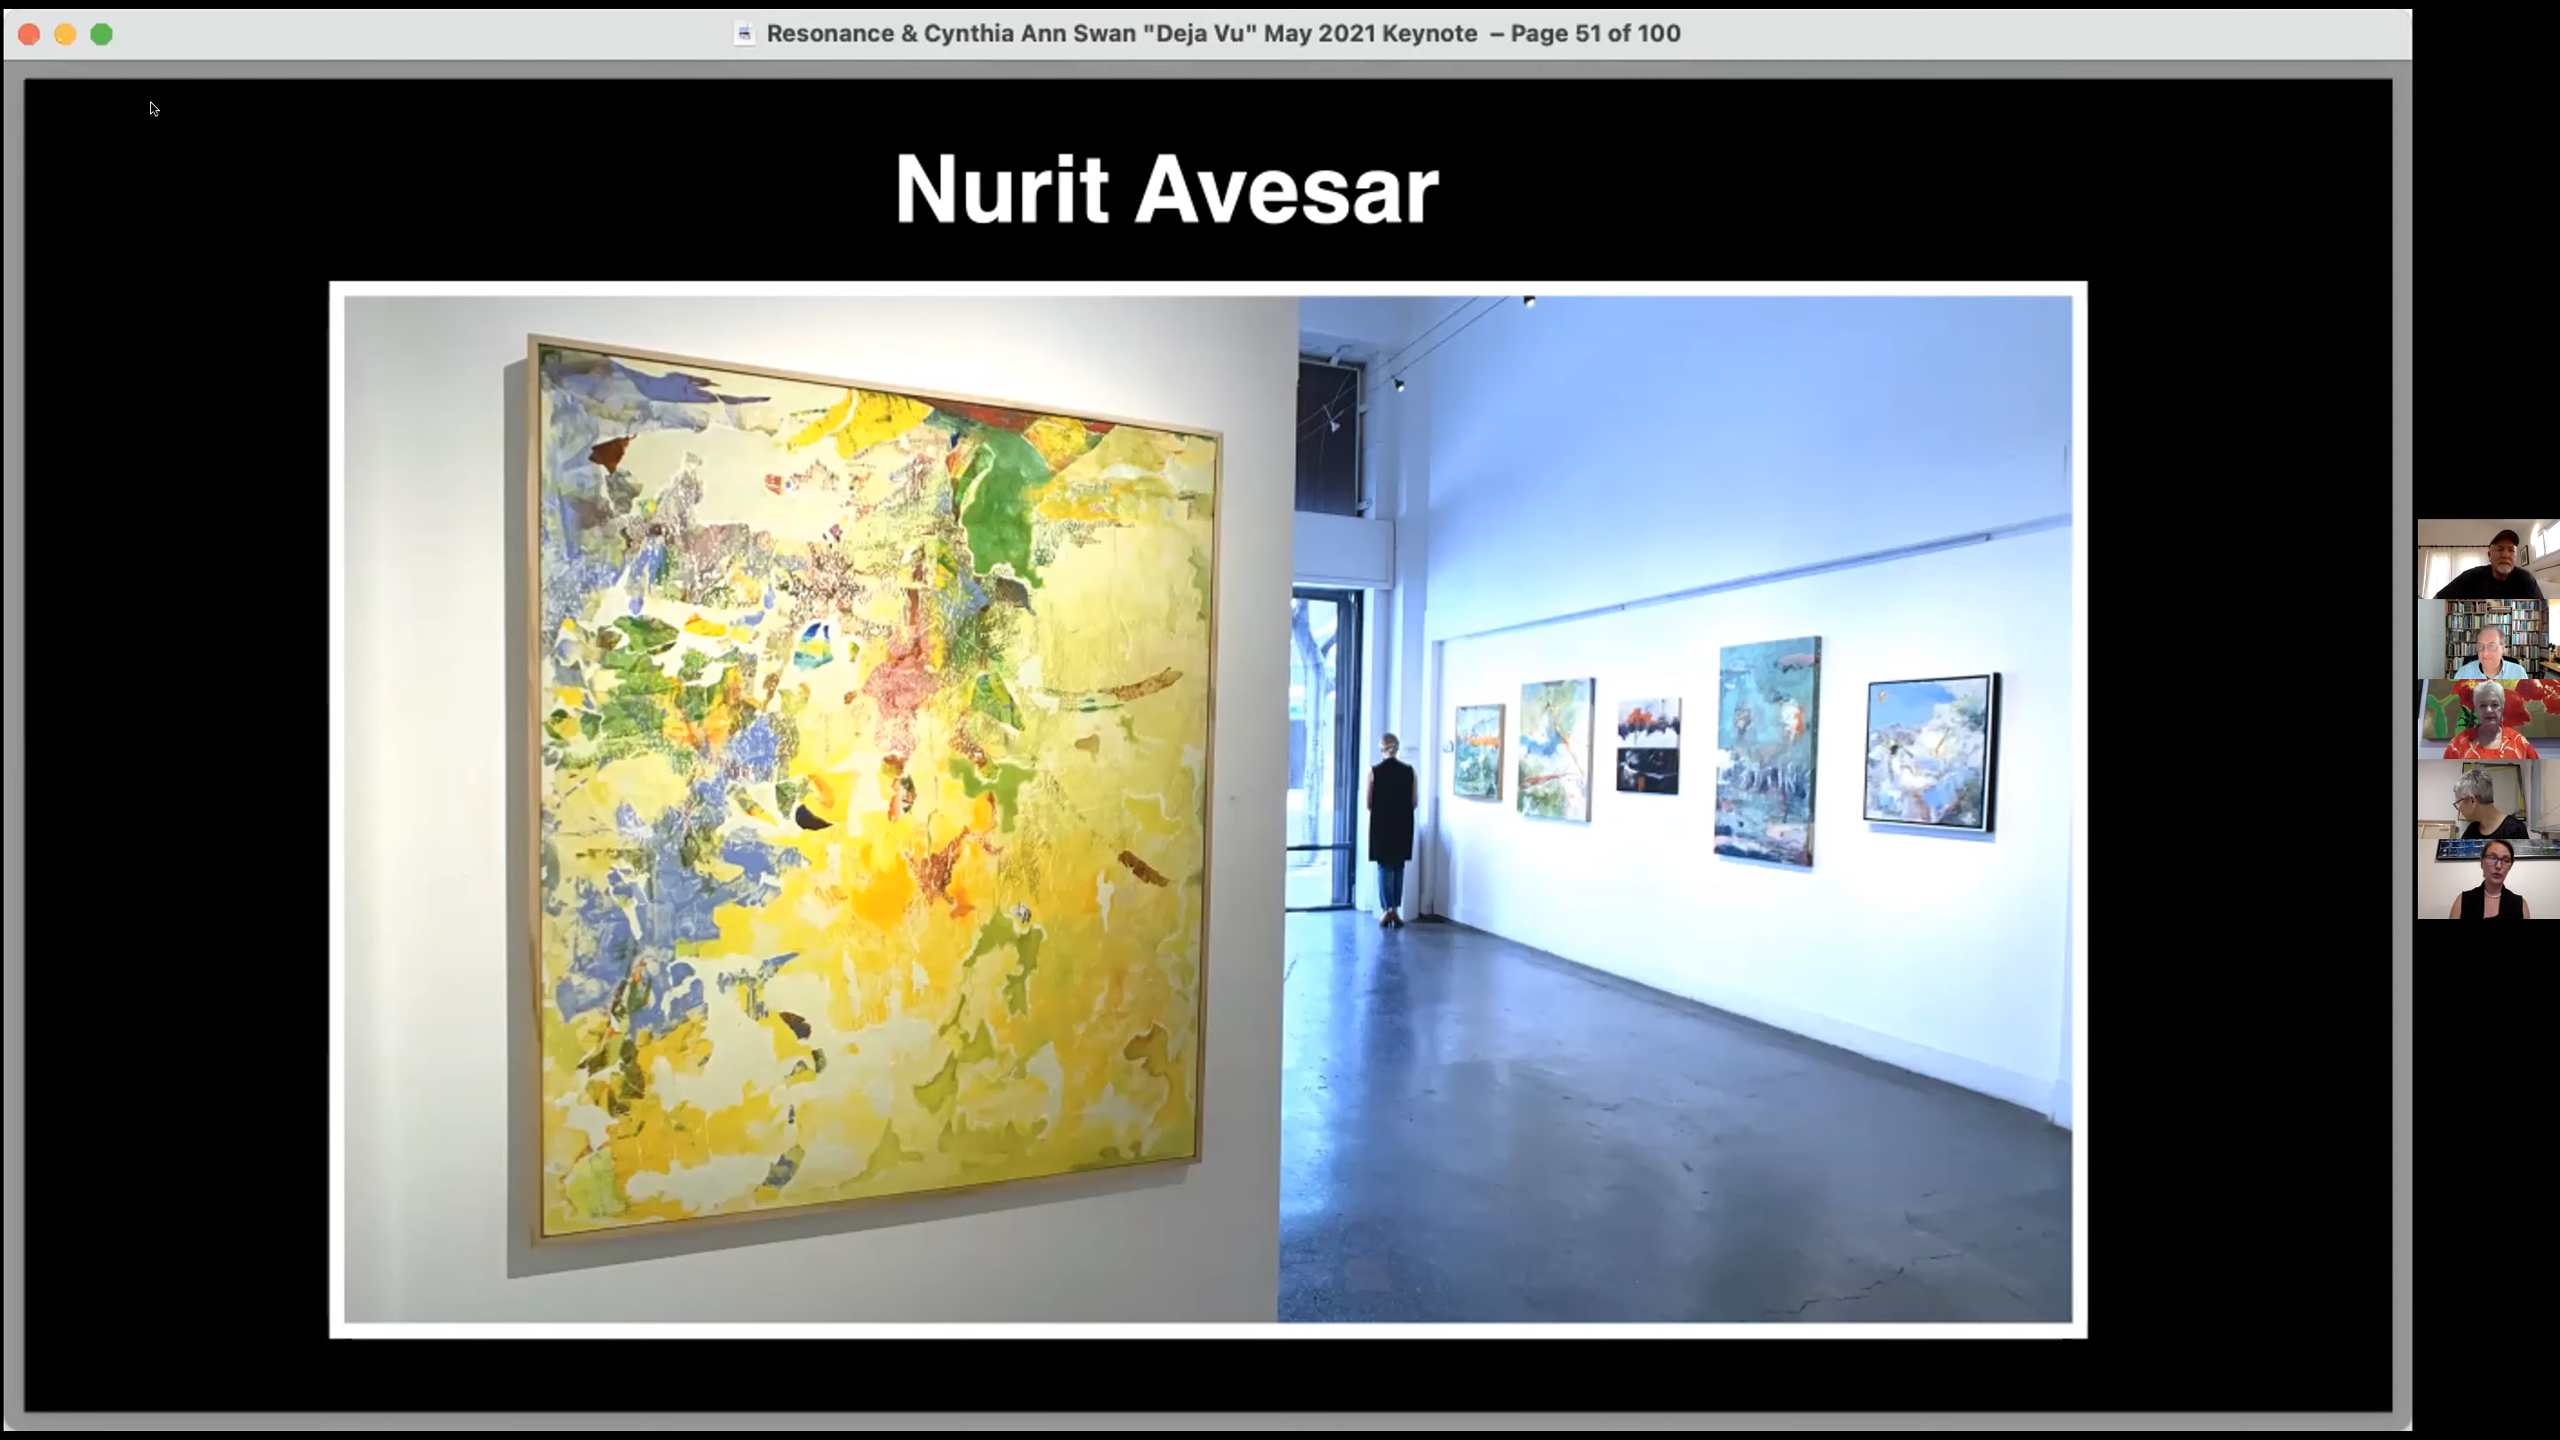 Resonance & Cynthia Ann Swan "Deja Vu" May 2021 Keynote – Page 51 of 100
Nurit Avesar